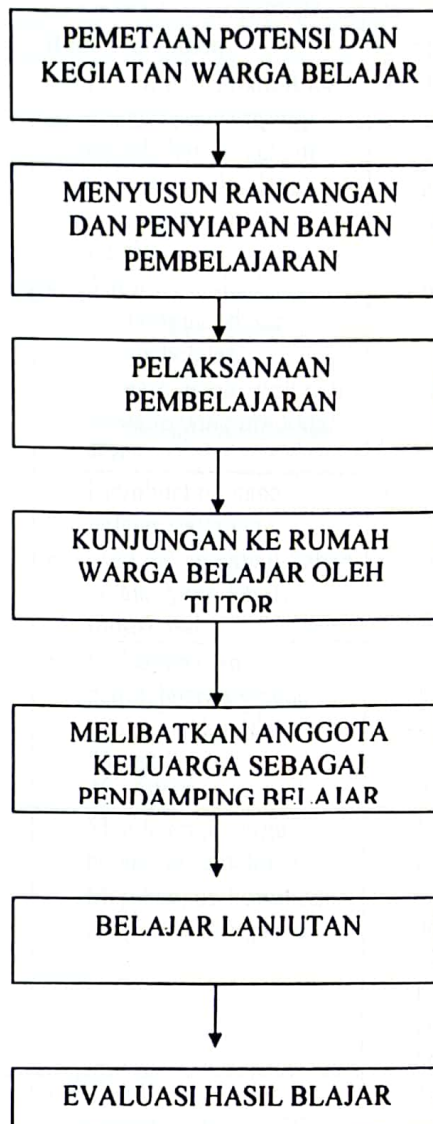 PEMETAAN POTENSI DAN
KEGIATAN WARGA BELAJAR
MENYUSUN RANCANGAN
DAN PENYIAPAN BAHAN
PEMBELAJARAN
PELAKSANAAN
PEMBELAJARAN
KUNJUNGAN KE RUMAH
WARGA BELAJAR OLEH
TUTOR
MELIBATKAN ANGGOTA
KELUARGA SEBAGAI
PENDAMPING BELAJAR
BELAJAR LANJUTAN
EVALUASI HASIL BLAJAR